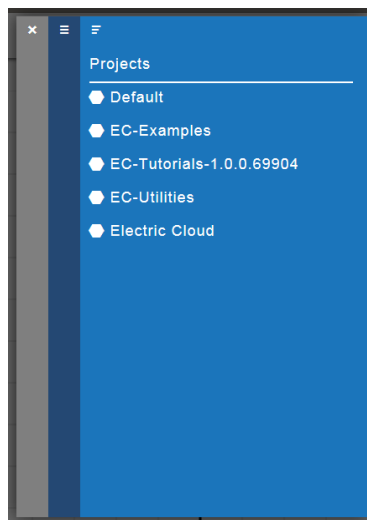 Projects
Default
EC-Examples
EC-Tutorials-1.0.0.69904
EC-Utilities
Electric Cloud